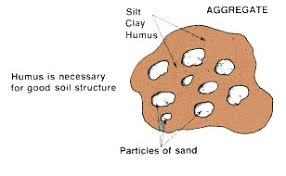 Silt
Clay
Humus
AGGREGATE
Humus is necessary
for good soil structure
Particles of sand